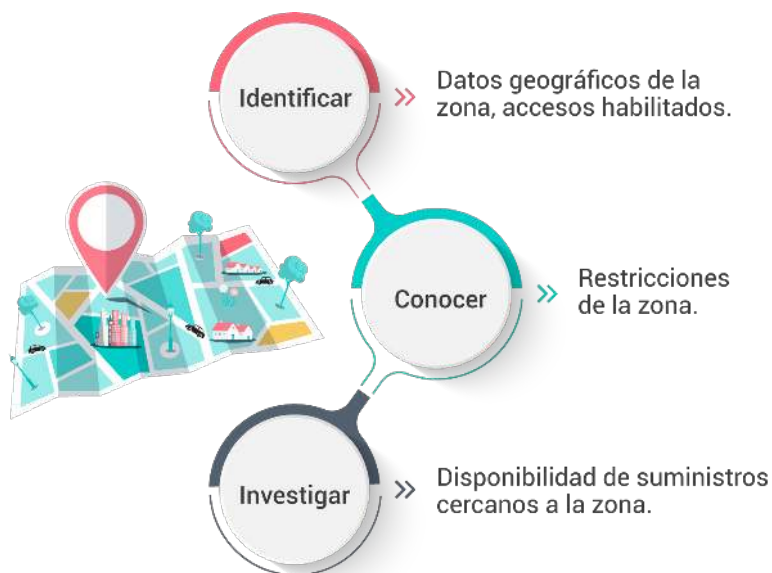 Identificar
Datos geográficos de la
zona, accesos habilitados.
Conocer
Restricciones
de la zona.
Investigar
Disponibilidad de suministros
cercanos a la zona.